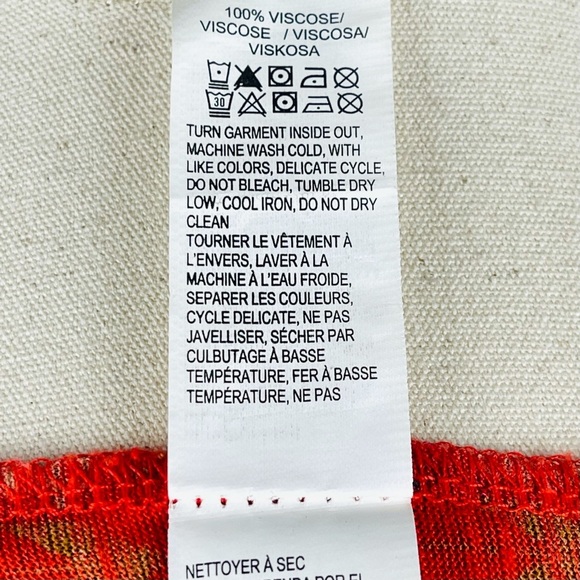 100% VISCOSE/
VISCOSE / VISCOSA/
VISKOSA
30
TURN GARMENT INSIDE OUT,
MACHINE WASH COLD, WITH
LIKE COLORS, DELICATE CYCLE,
DO NOT BLEACH, TUMBLE DRY
LOW, COOL IRON, DO NOT DRY
CLEAN
TOURNER LE VÊTEMENT À
L'ENVERS, LAVER À LA
MACHINE À L'EAU FROIDE,
SEPARER LES COULEURS,
CYCLE DELICATE, NE PAS
JAVELLISER, SÉCHER PAR
CULBUTAGE À BASSE
TEMPÉRATURE, FER À BASSE
TEMPÉRATURE, NE PAS
NETTOYER À SEC
POR EL